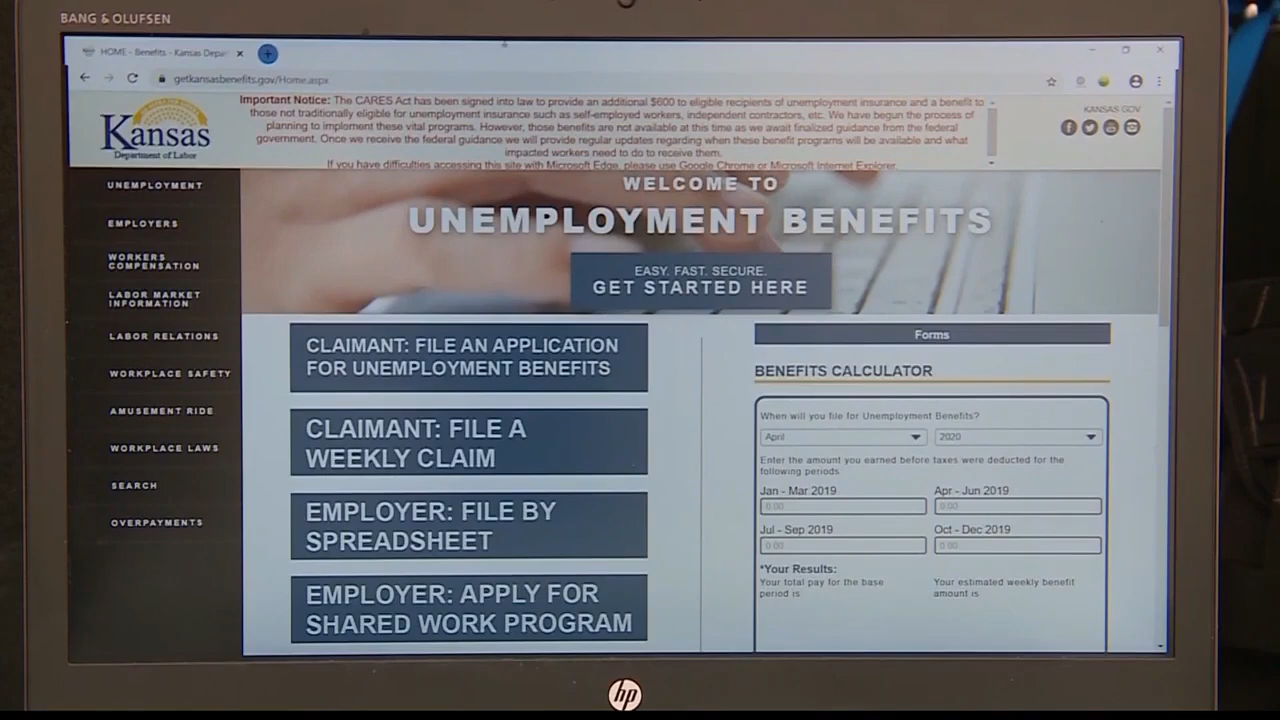 BANG & OLUFSEN
HOME - Benefits - Kansas Depar
getkansasbenefits.gov/Home.aspx
Kansas
Department of Labor
Important Notice: The CARES Act has been signed into law to provide an additional $600 to eligible recipients of unemployment insurance and a benefit to
those not traditionally eligible for unemployment insurance such as self-employed workers, independent contractors, etc. We have begun the process of
planning to implement these vital programs. However, those benefits are not available at this time as we await finalized guidance from the federal
government. Once we receive the federal guidance we will provide regular updates regarding when these benefit programs will be available and what
impacted workers need to do to receive them.
If you have difficulties accessing this site with Microsoft Edge, please use Google Chrome or Microsoft Internet Explorer.
KANSAS.GOV
UNEMPLOYMENT
EMPLOYERS
WORKERS
COMPENSATION
LABOR MARKET
INFORMATION
LABOR RELATIONS
WORKPLACE SAFETY
AMUSEMENT RIDE
WORKPLACE LAWS
SEARCH
OVERPAYMENTS
WELCOME TO
UNEMPLOYMENT BENEFITS
EASY. FAST. SECURE.
GET STARTED HERE
CLAIMANT: FILE AN APPLICATION
FOR UNEMPLOYMENT BENEFITS
CLAIMANT: FILE A
WEEKLY CLAIM
EMPLOYER: FILE BY
SPREADSHEET
EMPLOYER: APPLY FOR
SHARED WORK PROGRAM
Forms
BENEFITS CALCULATOR
When will you file for Unemployment Benefits?
April 2020
Enter the amount you earned before taxes were deducted for the
following periods
Jan - Mar 2019 Apr - Jun 2019
0.00 0.00
Jul - Sep 2019 Oct - Dec 2019
0.00 0.00
*Your Results:
Your total pay for the base Your estimated weekly benefit
period is amount is
hp